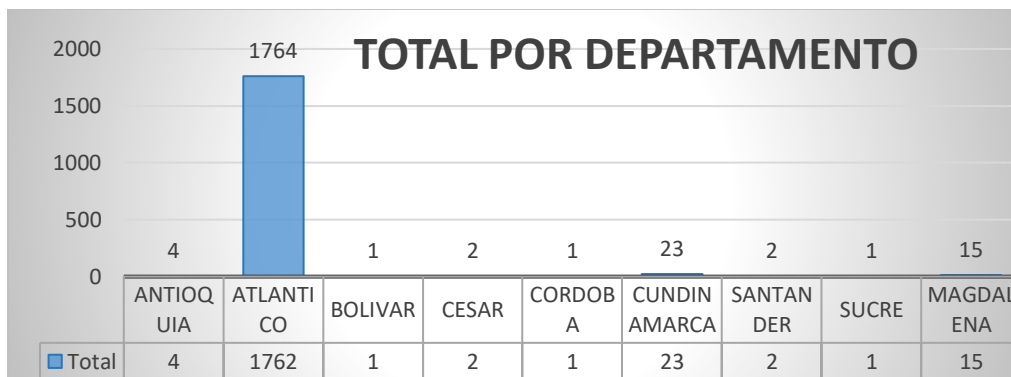 TOTAL POR DEPARTAMENTO
2000
1500
1000
500
0
4 1764 1 2 1 23 2 1 15
ANTIOQ ATLANTI BOLIVAR CESAR CORDOB CUNDIN SANTAN SUCRE MAGDAL
UIA CO A AMARCA DER ENA
Total 4 1762 1 2 1 23 2 1 15